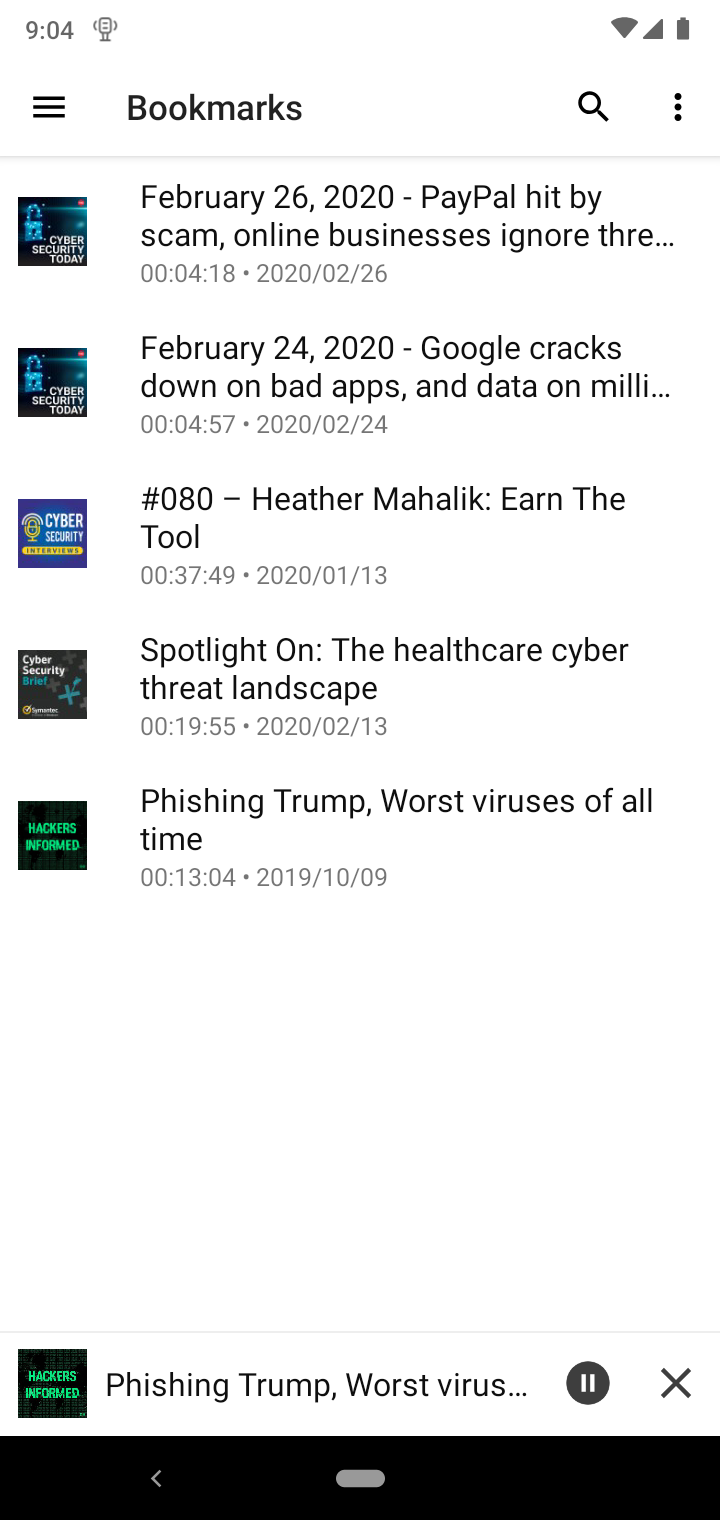 9:04
Bookmarks
February 26, 2020 - PayPal hit by
scam, online businesses ignore thre…
00:04:18 • 2020/02/26
CYBER
SECURITY
TODAY
February 24, 2020 - Google cracks
down on bad apps, and data on milli…
00:04:57 • 2020/02/24
CYBER
SECURITY
TODAY
#080 – Heather Mahalik: Earn The
Tool
00:37:49 • 2020/01/13
CYBER
SECURITY
INTERVIEWS
Spotlight On: The healthcare cyber
threat landscape
00:19:55 • 2020/02/13
Cyber
Security
Brief
Symantec
Phishing Trump, Worst viruses of all
time
00:13:04 • 2019/10/09
HACKERS
INFORMED
HACKERS
INFORMED
Phishing Trump, Worst virus…